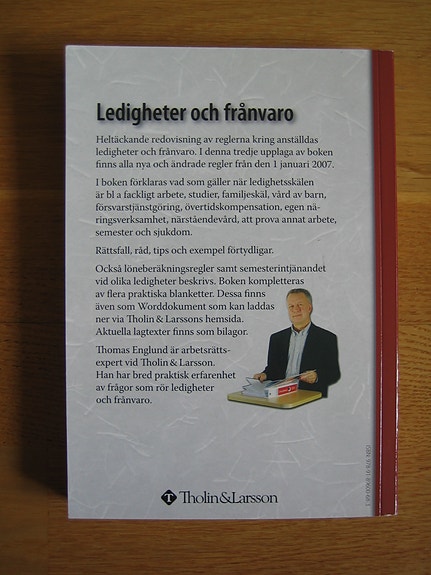 Ledigheter och frånvaro
Heltäckande redovisning av reglerna kring anställdas
ledigheter och frånvaro. I denna tredje upplaga av boken
finns alla nya och ändrade regler från den 1 januari 2007.
I boken förklaras vad som gäller när ledighetsskälen
är bl a fackligt arbete, studier, familjeskäl, vård av barn,
försvarstjänstgöring, övertidskompensation, egen nä-
ringsverksamhet, närståendevård, att prova annat arbete,
semester och sjukdom.
Rättsfall, råd, tips och exempel förtydligar.
Också löneberäkningsregler samt semesterintjänandet
vid olika ledigheter beskrivs. Boken kompletteras
av flera praktiska blanketter. Dessa finns
även som Worddokument som kan laddas
ner via Tholin & Larssons hemsida.
Aktuella lagtexter finns som bilagor.
Thomas Englund är arbetsrätts-
expert vid Tholin & Larsson.
Han har bred praktisk erfarenhet
av frågor som rör ledigheter
och frånvaro.
T Tholin&Larsson